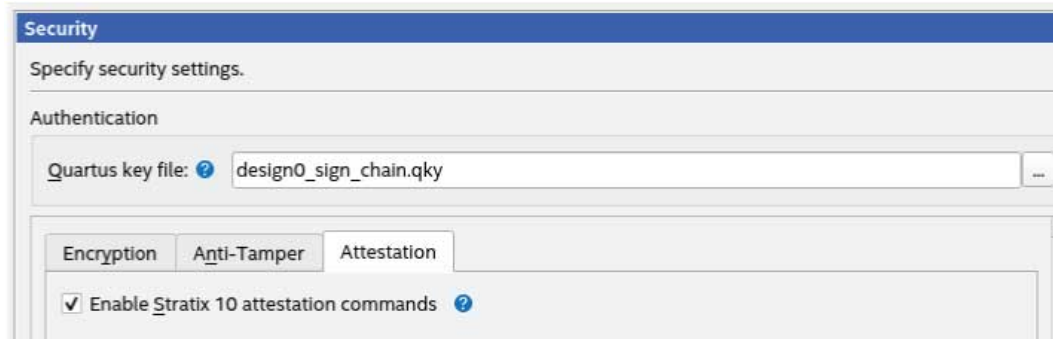 Security
Specify security settings.
Authentication
Quartus key file: design0_sign_chain.qky ...
Encryption Anti-Tamper Attestation
Enable Stratix 10 attestation commands